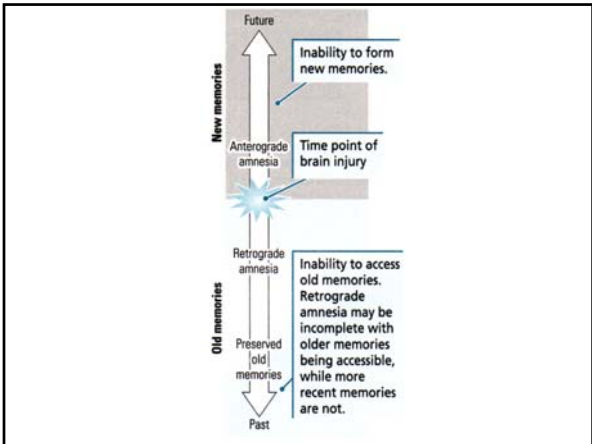 Future
Inability to form
new memories.
New memories
Anterograde
amnesia
Time point of
brain injury
Retrograde
amnesia
Inability to access
old memories.
Retrograde
amnesia may be
incomplete with
older memories
being accessible,
while more
recent memories
are not.
Old memories
Preserved
old
memories
Past